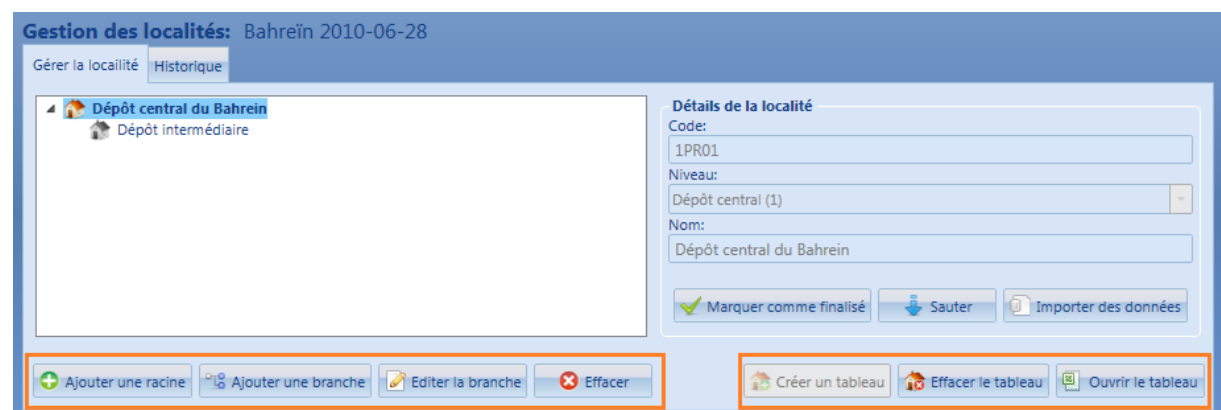 Gestion des localités: Bahreïn 2010-06-28
Gérer la locailité Historique
Dépôt central du Bahrein
Dépôt intermédiaire
Détails de la localité
Code:
1PR01
Niveau:
Dépôt central (1)
Nom:
Dépôt central du Bahrein
Marquer comme finalisé Sauter Importer des données
Ajouter une racine Ajouter une branche Editer la branche Effacer Créer un tableau Effacer le tableau Ouvrir le tableau